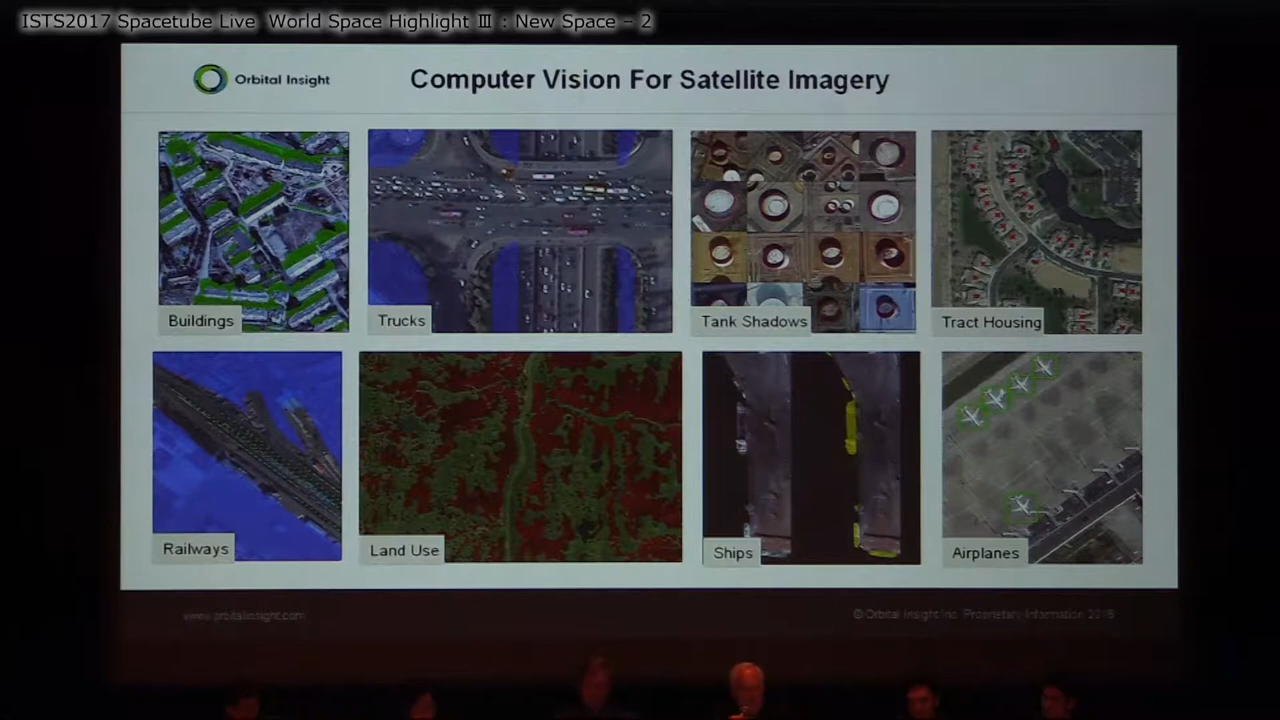 ISTS2017 Spacetube Live World Space Highlight Ⅲ : New Space – 2
Orbital Insight
Computer Vision For Satellite Imagery
Buildings
Trucks
Tank Shadows
Tract Housing
Railways
Land Use
Ships
Airplanes
www.orbitalinsight.com
© Orbital Insight Inc. Proprietary Information